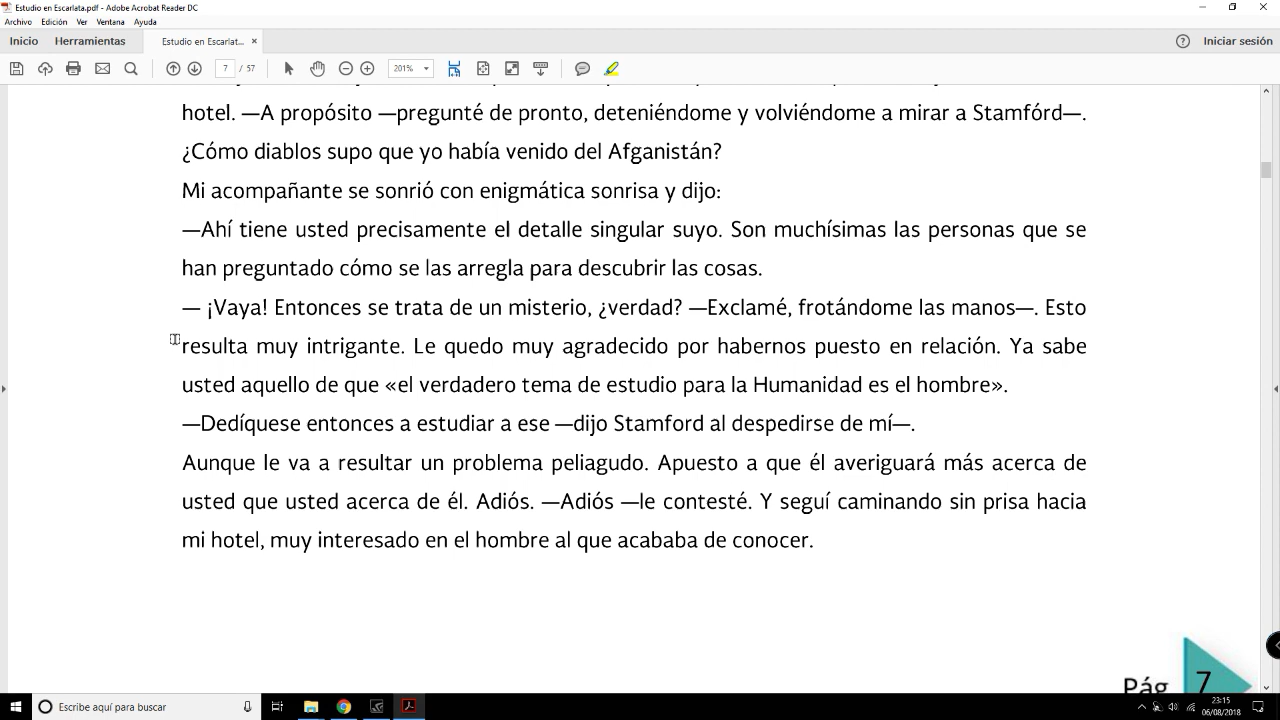 Estudio en Escarlata.pdf - Adobe Acrobat Reader DC
Archivo Edición Ver Ventana Ayuda
Inicio Herramientas Estudio en Escarlat... × ? Iniciar sesión
7 / 57 201%
hotel. —A propósito —pregunté de pronto, deteniéndome y volviéndome a mirar a Stamfórd—.
¿Cómo diablos supo que yo había venido del Afganistán?
Mi acompañante se sonrió con enigmática sonrisa y dijo:
—Ahí tiene usted precisamente el detalle singular suyo. Son muchísimas las personas que se
han preguntado cómo se las arregla para descubrir las cosas.
— ¡Vaya! Entonces se trata de un misterio, ¿verdad? —Exclamé, frotándome las manos—. Esto
resulta muy intrigante. Le quedo muy agradecido por habernos puesto en relación. Ya sabe
usted aquello de que «el verdadero tema de estudio para la Humanidad es el hombre».
—Dedíquese entonces a estudiar a ese —dijo Stamford al despedirse de mí—.
Aunque le va a resultar un problema peliagudo. Apuesto a que él averiguará más acerca de
usted que usted acerca de él. Adiós. —Adiós —le contesté. Y seguí caminando sin prisa hacia
mi hotel, muy interesado en el hombre al que acababa de conocer.
Pág 7
Escribe aquí para buscar
23:15
06/08/2018